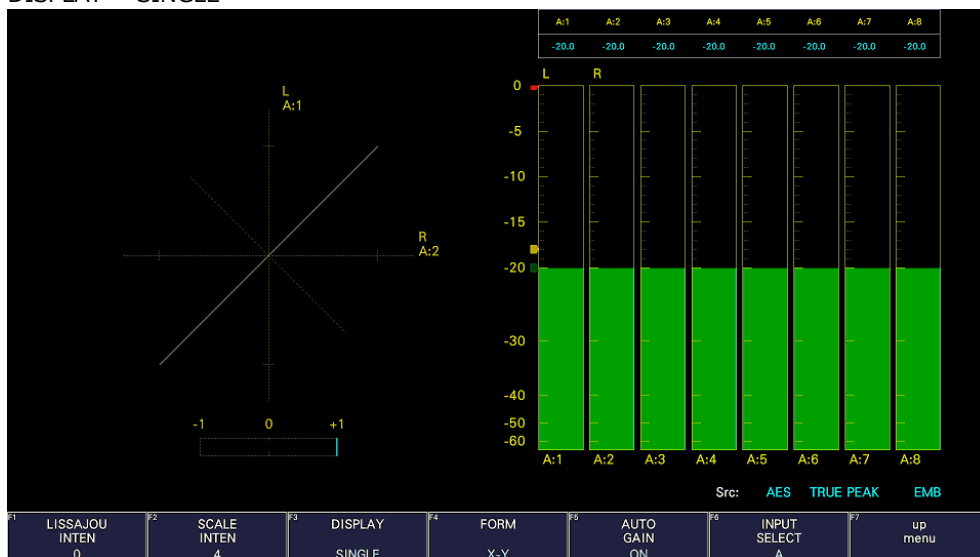 DISPLAY = SINGLE
A:1 A:2 A:3 A:4 A:5 A:6 A:7 A:8
-20.0 -20.0 -20.0 -20.0 -20.0 -20.0 -20.0 -20.0
L R
L
A:1
R
A:2
-1 0 +1
0
-5
-10
-15
-20
-30
-40
-50
-60
A:1 A:2 A:3 A:4 A:5 A:6 A:7 A:8
Src: AES TRUE PEAK EMB
F1 LISSAJOU INTEN 0
F2 SCALE INTEN 4
F3 DISPLAY SINGLE
F4 FORM X-Y
F5 AUTO GAIN ON
F6 INPUT SELECT A
F7 up menu